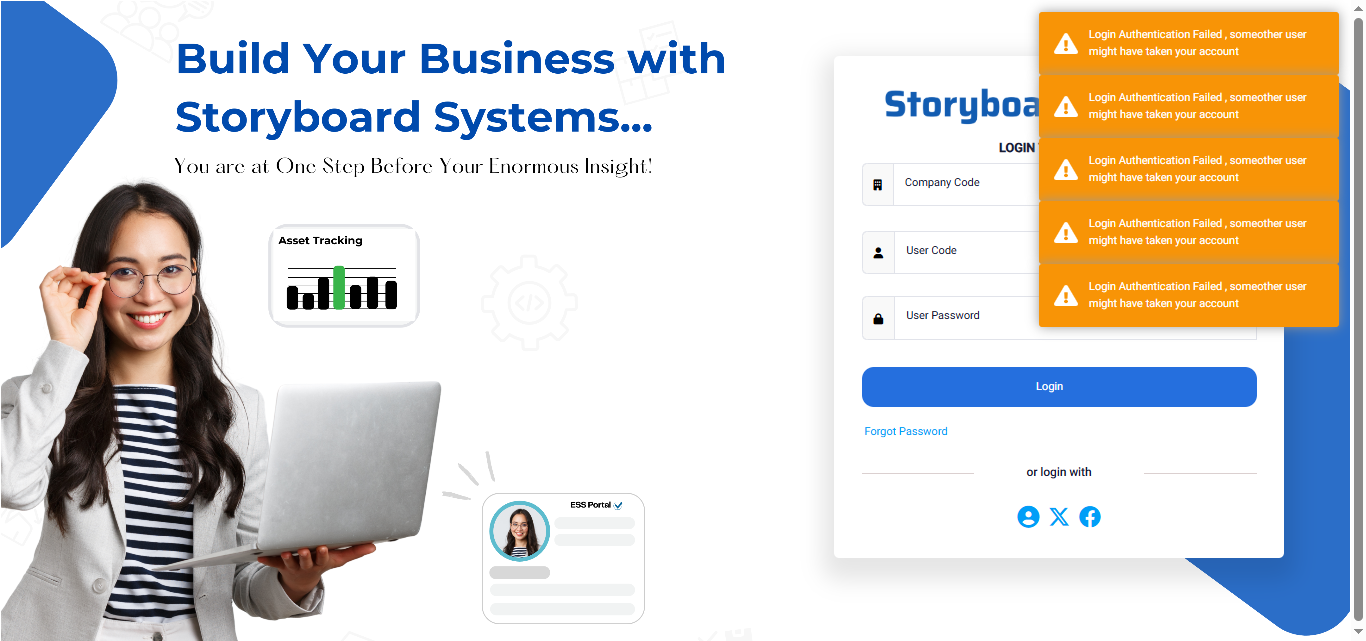 Build Your Business with
Storyboard Systems...
You are at One Step Before Your Enormous Insight!
Asset Tracking
ESS Portal
LOGIN
Company Code
User Code
User Password
Login
Forgot Password
or login with
Login Authentication Failed , someother user
might have taken your account
Login Authentication Failed , someother user
might have taken your account
Login Authentication Failed , someother user
might have taken your account
Login Authentication Failed , someother user
might have taken your account
Login Authentication Failed , someother user
might have taken your account